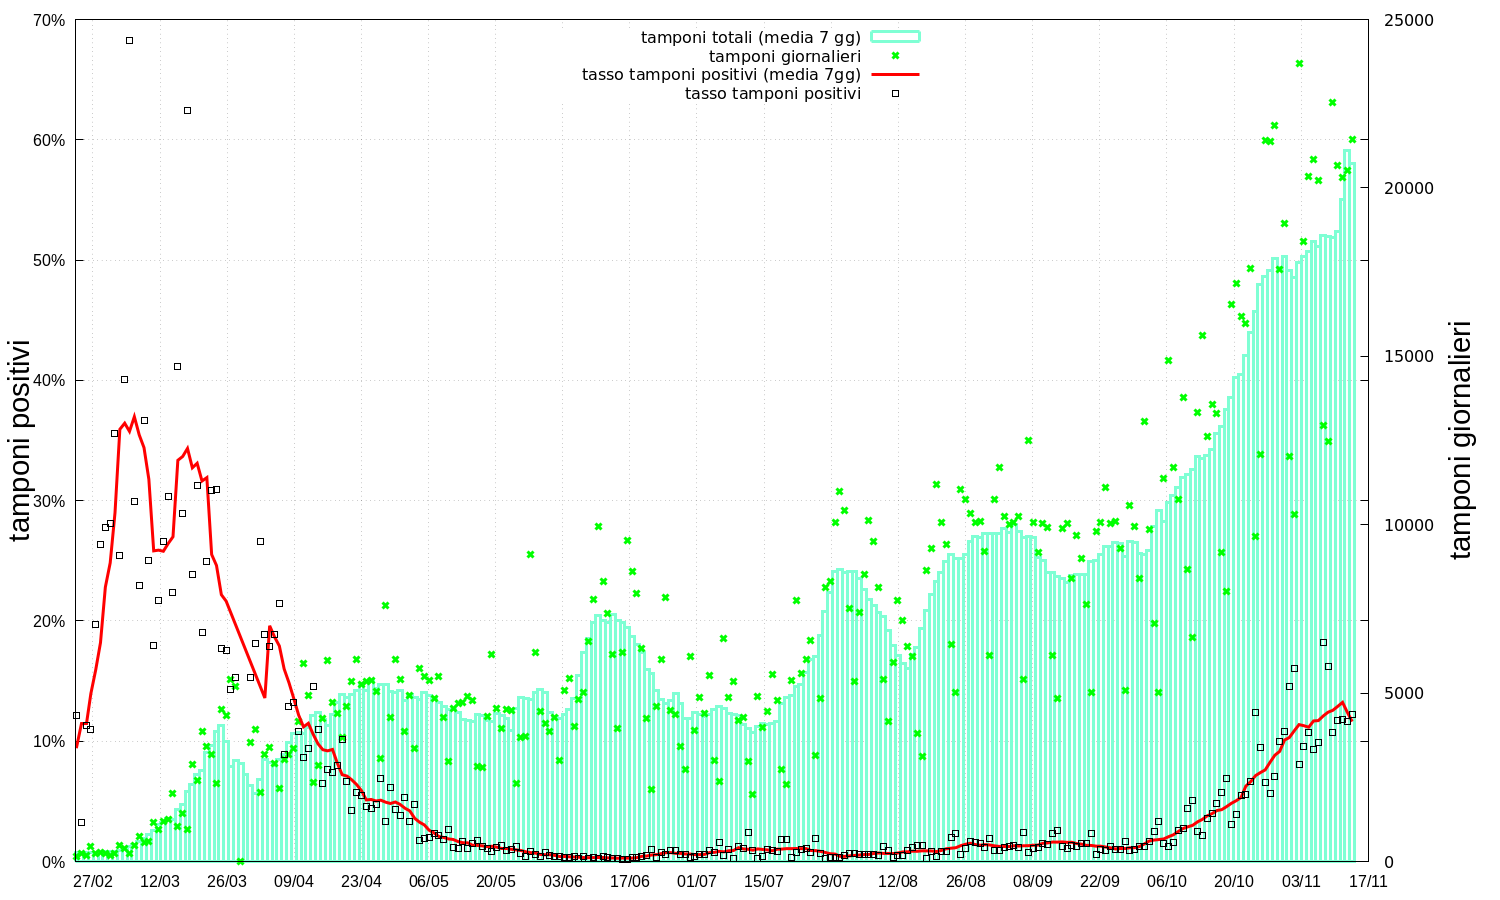 tamponi totali (media 7 gg)
tamponi giornalieri
tasso tamponi positivi (media 7gg)
tasso tamponi positivi
70%
60%
50%
40%
30%
20%
10%
0%
tamponi positivi
25000
20000
15000
10000
5000
0
tamponi giornalieri
27/02 12/03 26/03 09/04 23/04 06/05 20/05 03/06 17/06 01/07 15/07 29/07 12/08 26/08 08/09 22/09 06/10 20/10 03/11 17/11